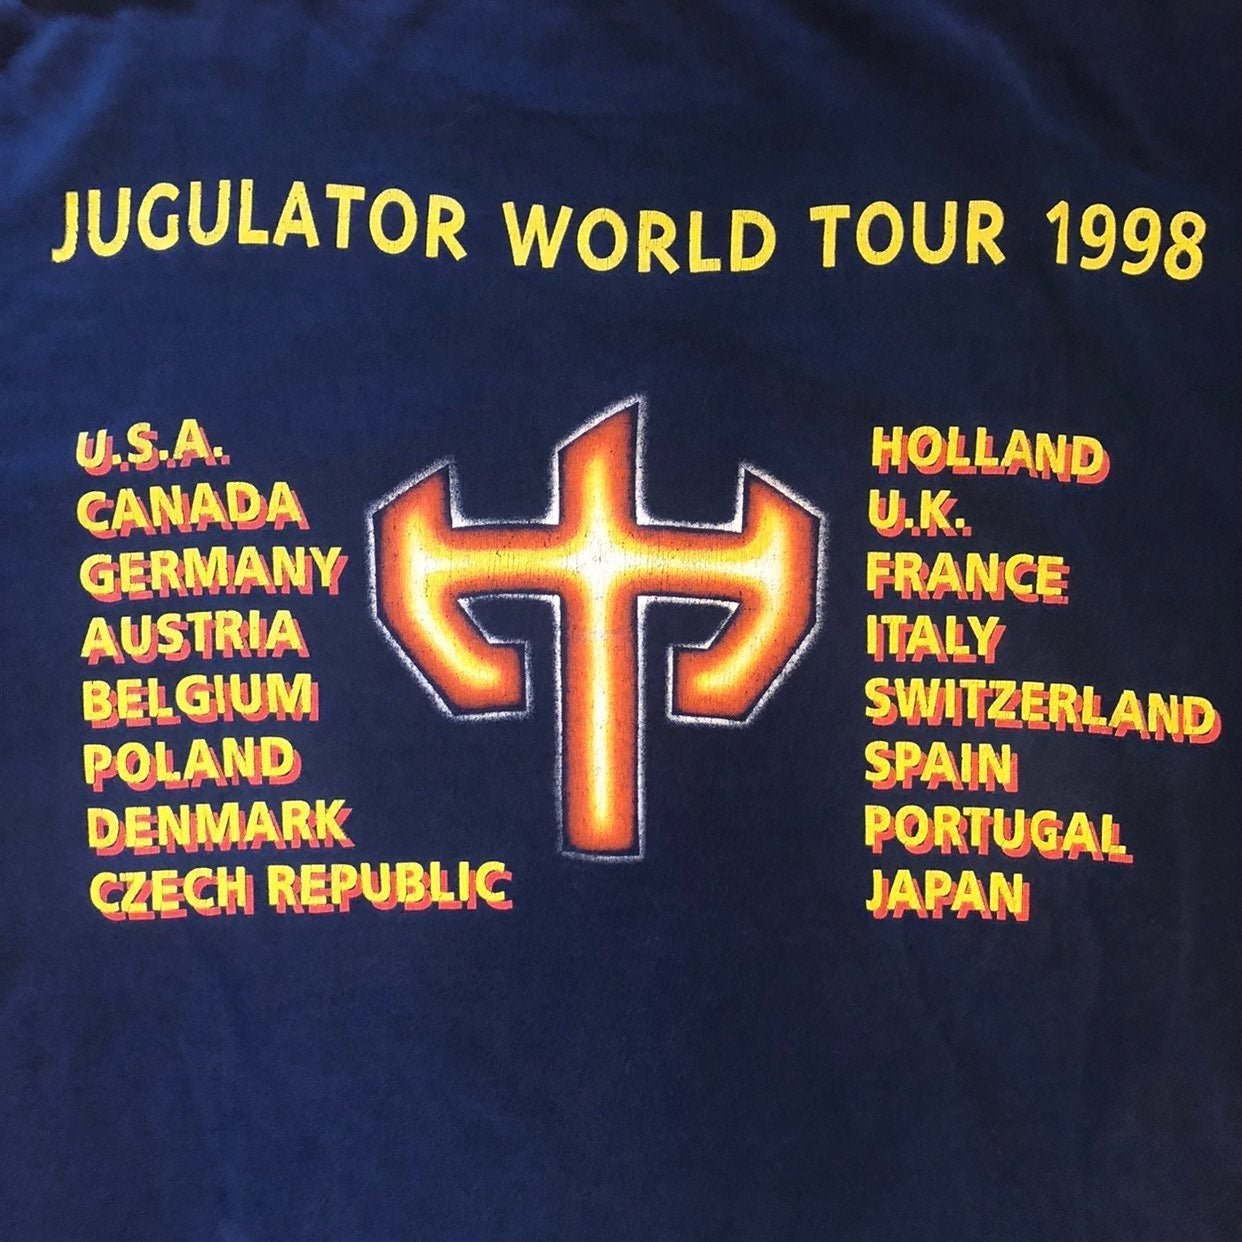 JUGULATOR WORLD TOUR 1998
U.S.A.
CANADA
GERMANY
AUSTRIA
BELGIUM
POLAND
DENMARK
CZECH REPUBLIC
HOLLAND
U.K.
FRANCE
ITALY
SWITZERLAND
SPAIN
PORTUGAL
JAPAN